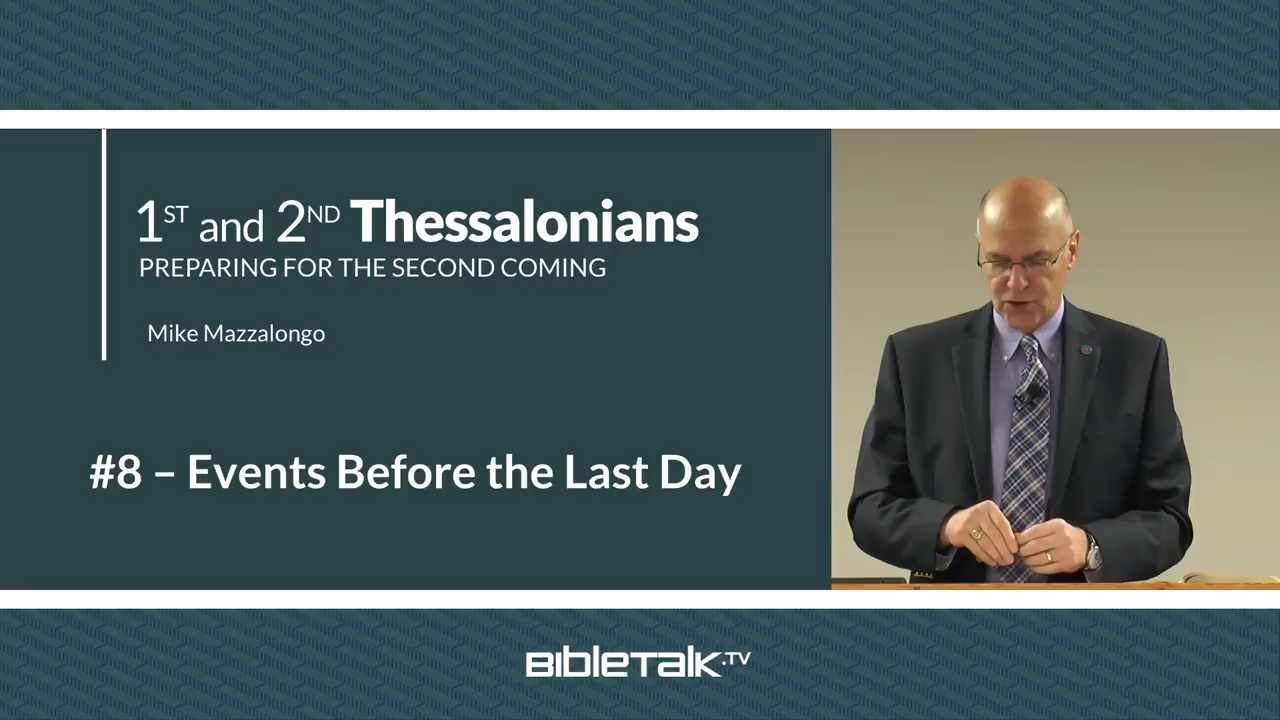 1ST and 2ND Thessalonians
PREPARING FOR THE SECOND COMING
Mike Mazzalongo
#8 – Events Before the Last Day
BIBLETALK.TV